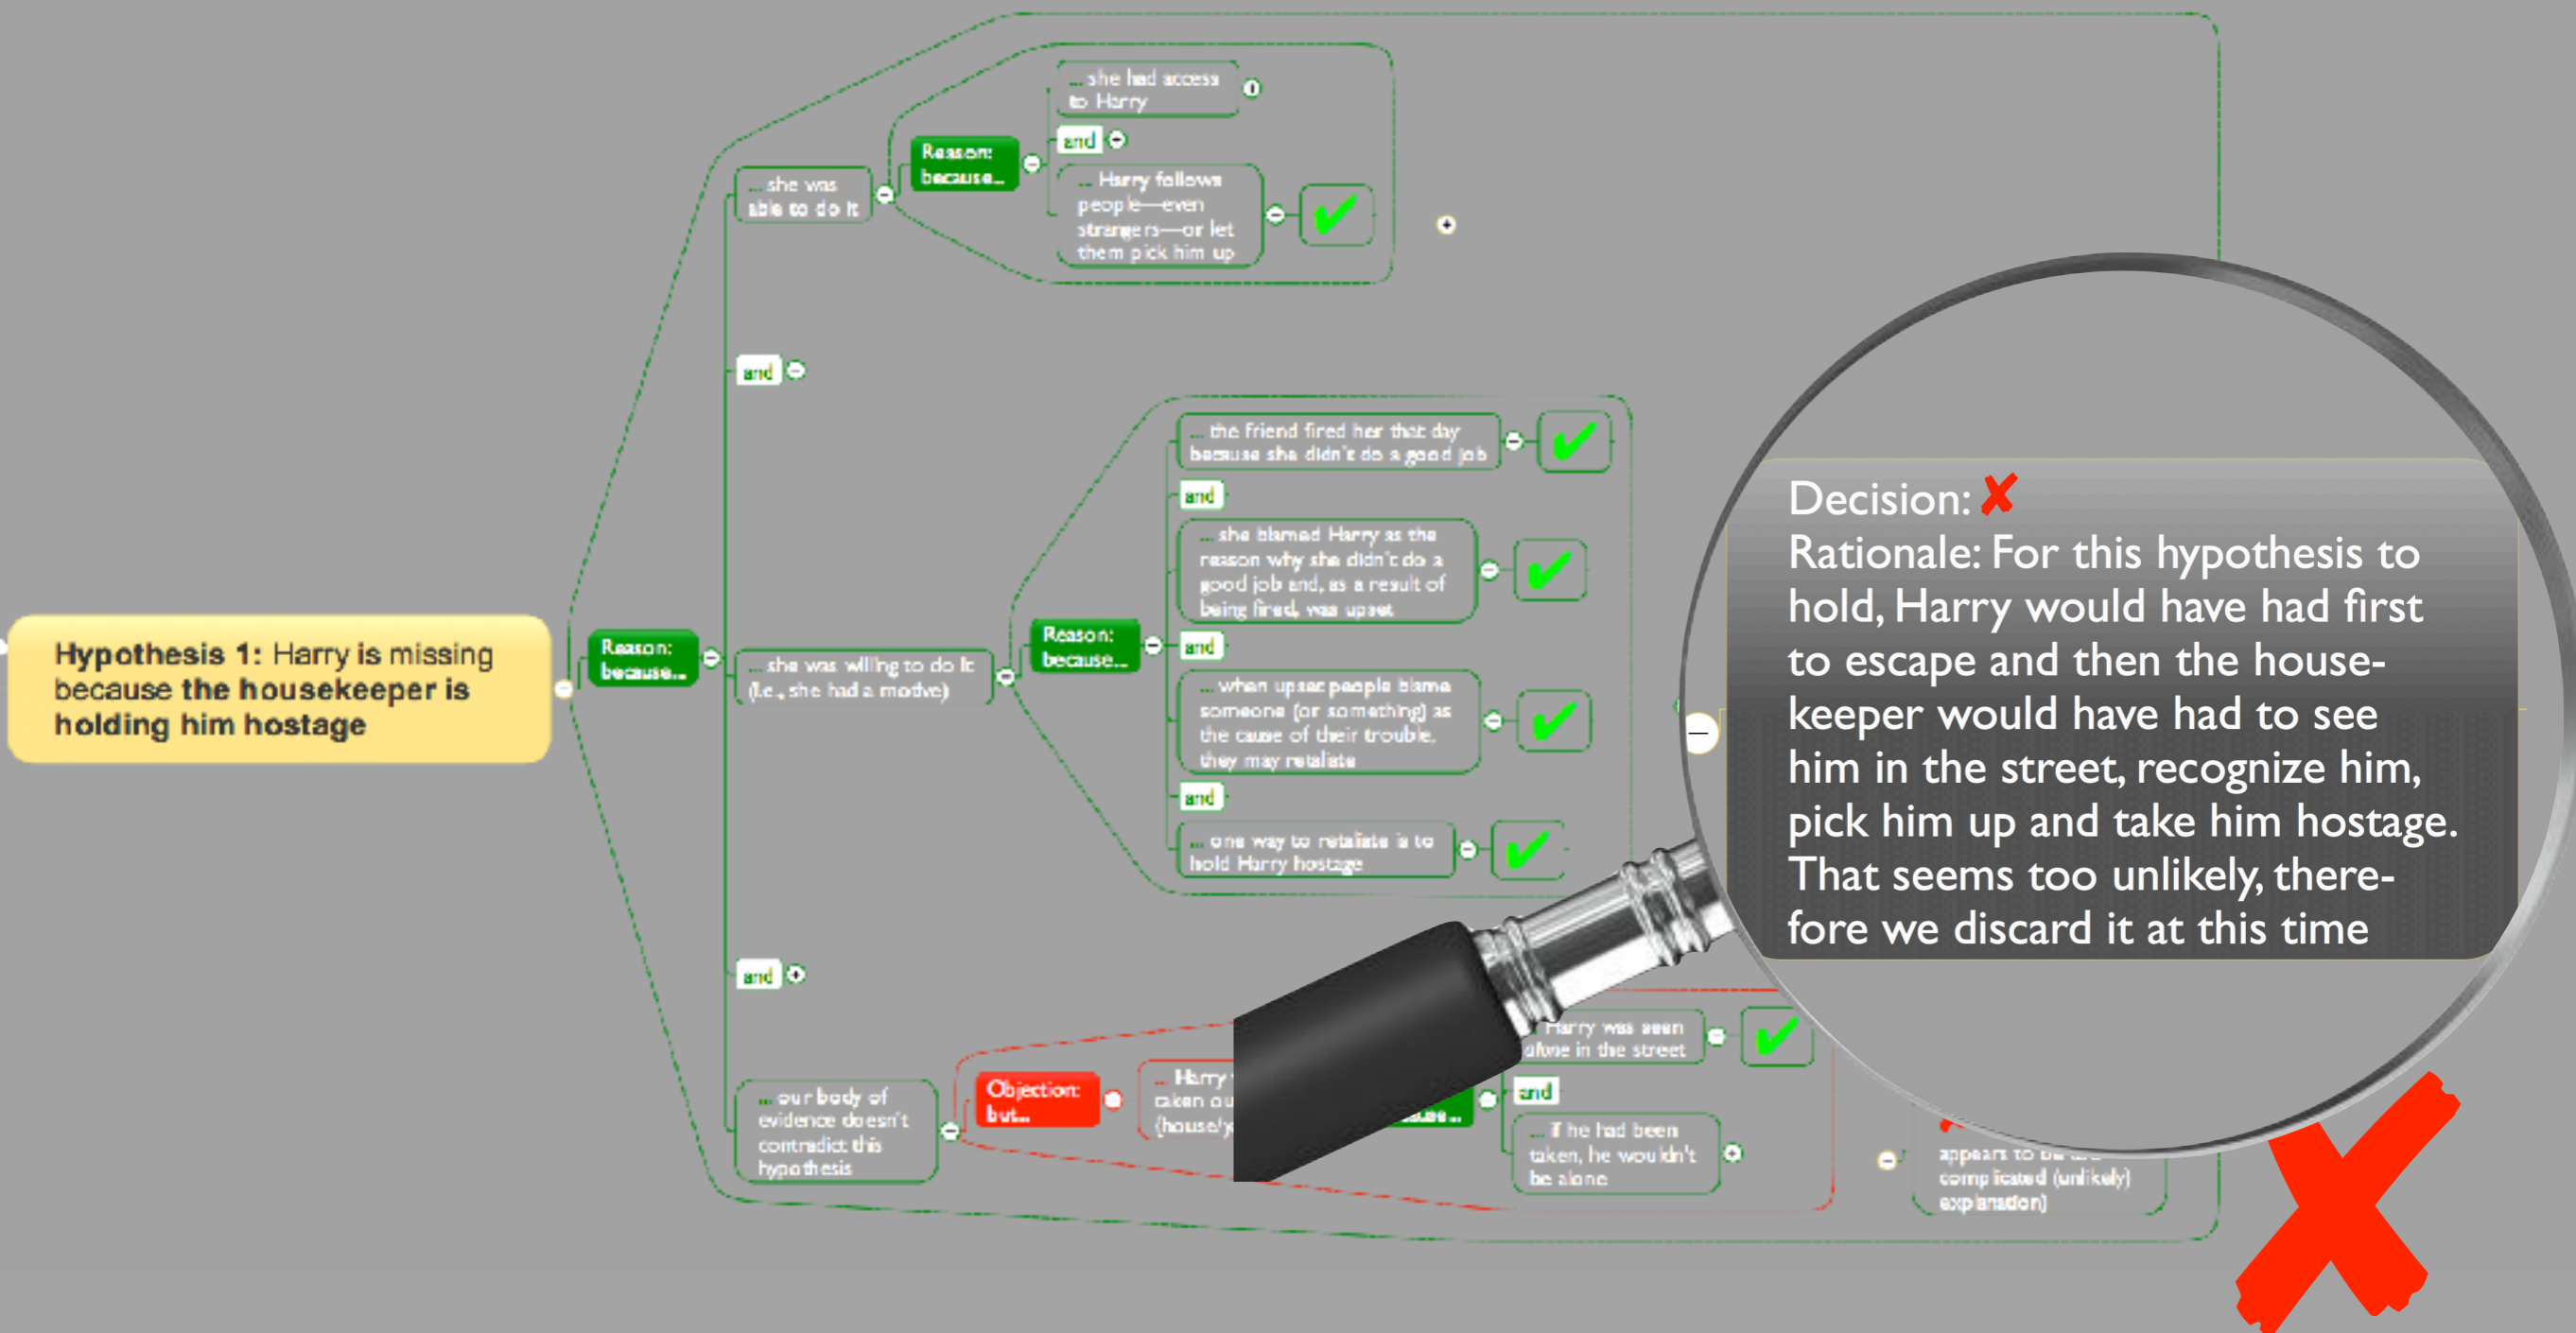 Hypothesis 1: Harry is missing
because the housekeeper is
holding him hostage
Reason:
because...
... she was
able to do it
Reason:
because...
... she had access
to Harry
and
... Harry follows
people—even
strangers—or let
them pick him up
and
... she was willing to do it
(i.e., she had a motive)
Reason:
because...
... the friend fired her that day
because she didn't do a good job
and
... she blamed Harry as the
reason why she didn't do a
good job and, as a result of
being fired, was upset
and
... when upset people blame
someone (or something) as
the cause of their trouble,
they may retaliate
and
... one way to retaliate is to
hold Harry hostage
and
... our body of
evidence doesn't
contradict this
hypothesis
Objection:
but...
... Harry
taken
Harry was seen
alone in the street
and
... if he had been
taken, he wouldn't
be alone
appears to
complicated (unlikely)
explanation)
Decision: ✘
Rationale: For this hypothesis to
hold, Harry would have had first
to escape and then the house-
keeper would have had to see
him in the street, recognize him,
pick him up and take him hostage.
That seems too unlikely, there-
fore we discard it at this time